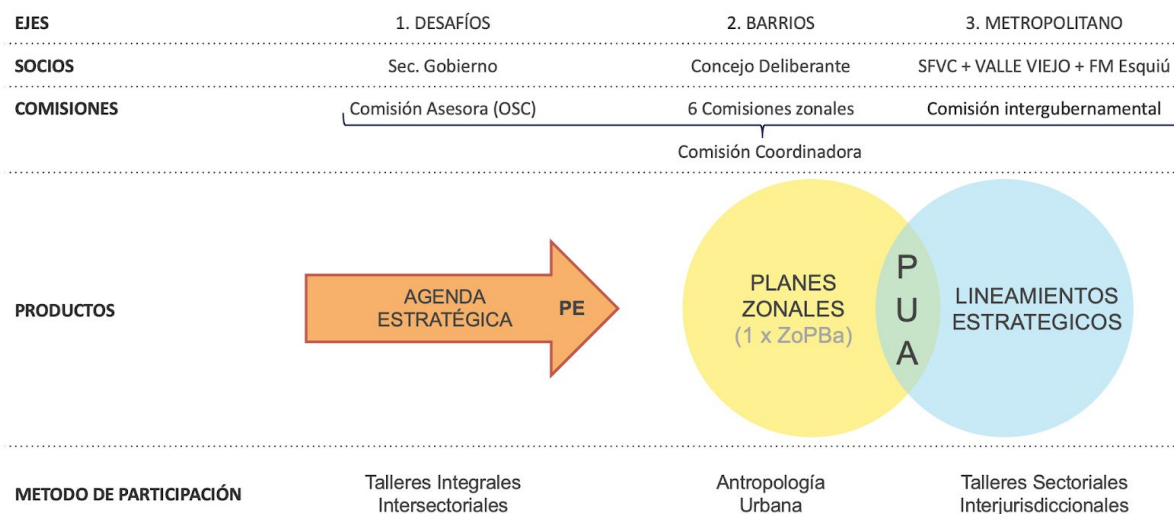 EJES 1. DESAFÍOS 2. BARRIOS 3. METROPOLITANO
SOCIOS Sec. Gobierno Concejo Deliberante SFVC + VALLE VIEJO + FM Esquiú
COMISIONES Comisión Asesora (OSC) 6 Comisiones zonales Comisión intergubernamental
Comisión Coordinadora
PRODUCTOS
AGENDA
ESTRATÉGICA
PE
PLANES
ZONALES
(1 x ZoPBa)
P
U
A
LINEAMIENTOS
ESTRATEGICOS
METODO DE PARTICIPACIÓN
Talleres Integrales
Intersectoriales
Antropología
Urbana
Talleres Sectoriales
Interjurisdiccionales